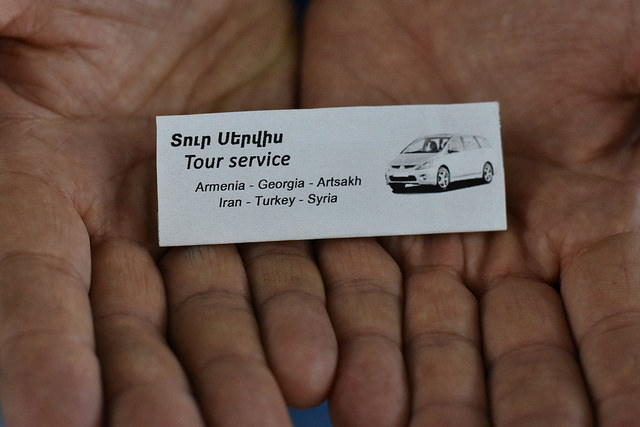 Տուր Սերվիս
Tour service
Armenia - Georgia - Artsakh
Iran - Turkey - Syria